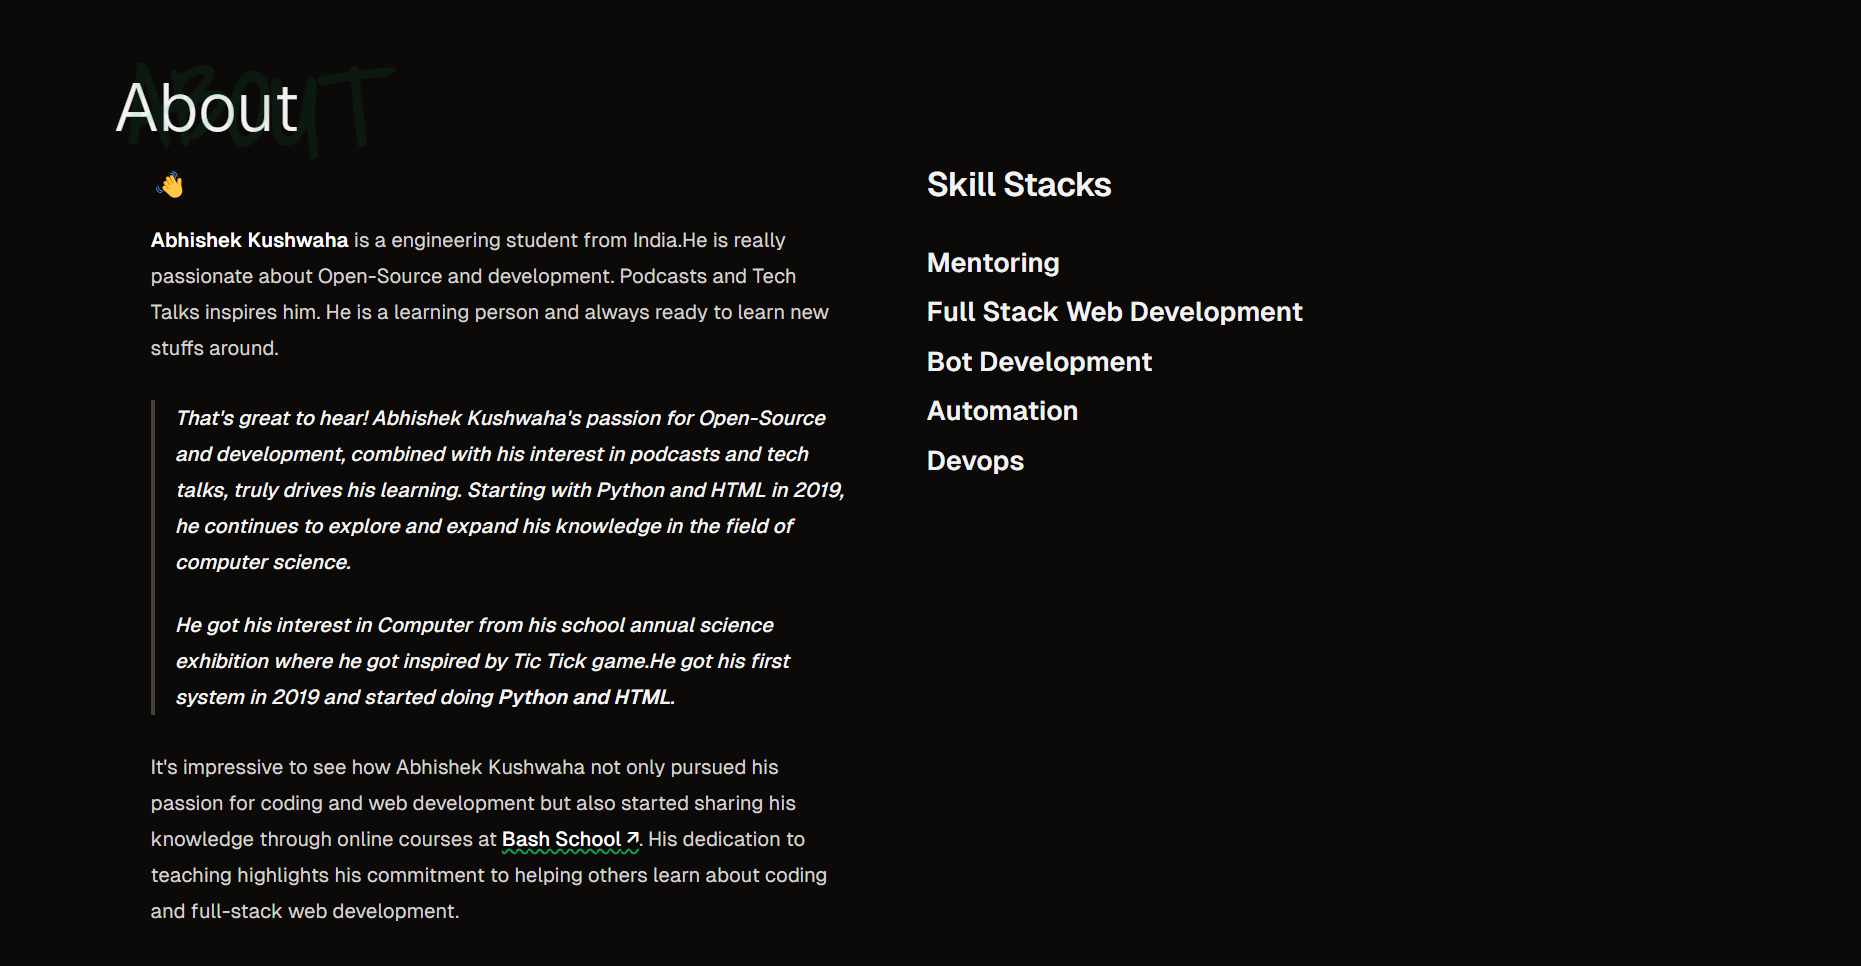 ABOUT
About
👋
Abhishek Kushwaha is a engineering student from India.He is really
passionate about Open-Source and development. Podcasts and Tech
Talks inspires him. He is a learning person and always ready to learn new
stuffs around.
That's great to hear! Abhishek Kushwaha's passion for Open-Source
and development, combined with his interest in podcasts and tech
talks, truly drives his learning. Starting with Python and HTML in 2019,
he continues to explore and expand his knowledge in the field of
computer science.
He got his interest in Computer from his school annual science
exhibition where he got inspired by Tic Tick game.He got his first
system in 2019 and started doing Python and HTML.
It's impressive to see how Abhishek Kushwaha not only pursued his
passion for coding and web development but also started sharing his
knowledge through online courses at Bash School ↗. His dedication to
teaching highlights his commitment to helping others learn about coding
and full-stack web development.
Skill Stacks
Mentoring
Full Stack Web Development
Bot Development
Automation
Devops